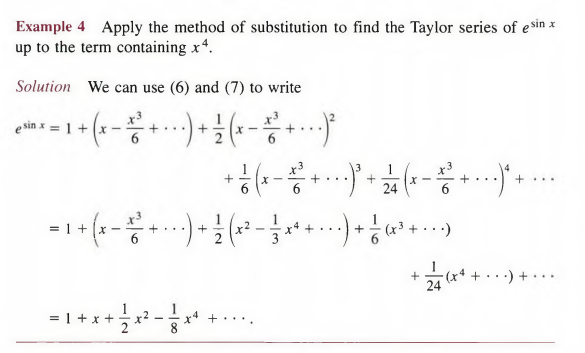 Example 4 Apply the method of substitution to find the Taylor series of e^{sin x}
up to the term containing x^4.
Solution We can use (6) and (7) to write
e^{sin x} = 1 + (x − x^3/6 + · · ·) + 1/2 (x − x^3/6 + · · ·)^2
+ 1/6 (x − x^3/6 + · · ·)^3 + 1/24 (x − x^3/6 + · · ·)^4 + · · ·
= 1 + (x − x^3/6 + · · ·) + 1/2 (x^2 − 1/3 x^4 + · · ·) + 1/6 (x^3 + · · ·)
+ 1/24 (x^4 + · · ·) + · · ·
= 1 + x + 1/2 x^2 − 1/8 x^4 + · · ·.